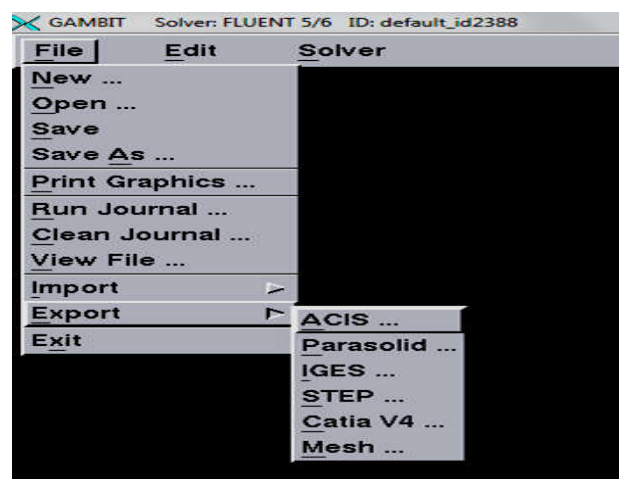 GAMBIT Solver: FLUENT 5/6 ID: default_id2388
File Edit Solver
New ...
Open ...
Save
Save As ...
Print Graphics ...
Run Journal ...
Clean Journal ...
View File ...
Import
Export
Exit
ACIS ...
Parasolid ...
IGES ...
STEP ...
Catia V4 ...
Mesh ...